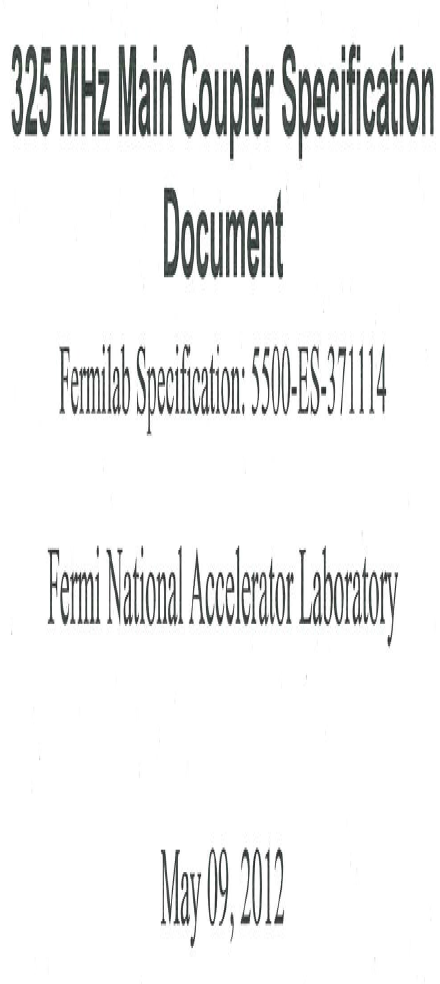 325 MHz Main Coupler Specification
Document
Fermilab Specification: 5500-ES-371114
Fermi National Accelerator Laboratory
May 09, 2012